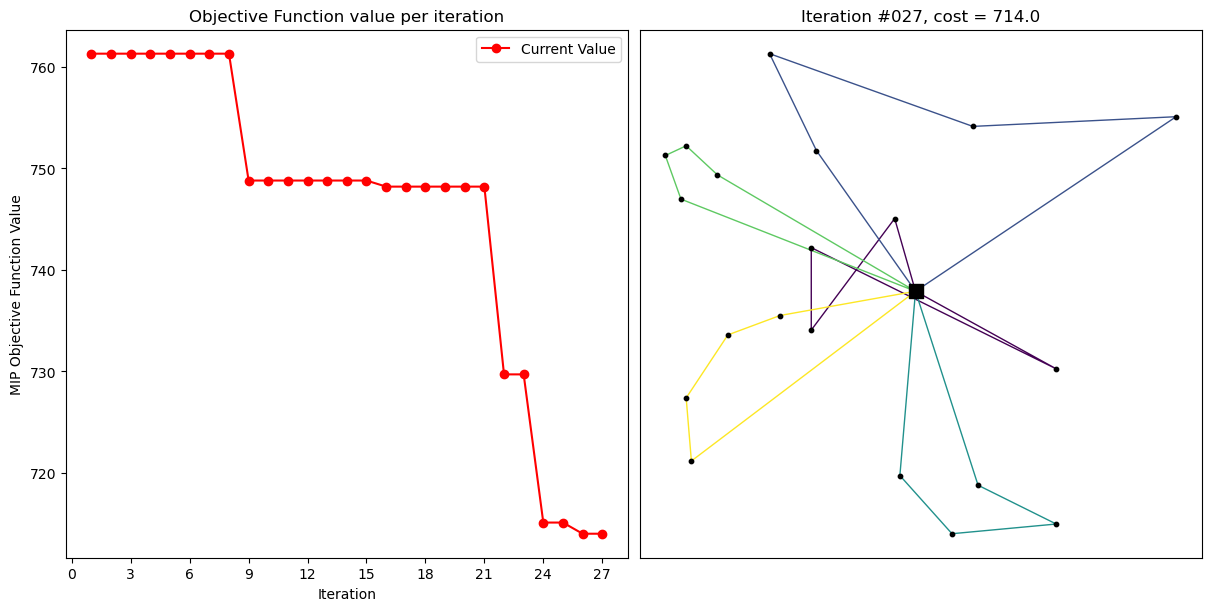 Objective Function value per iteration
Current Value
760
750
740
730
720
MIP Objective Function Value
0 3 6 9 12 15 18 21 24 27
Iteration
Iteration #027, cost = 714.0